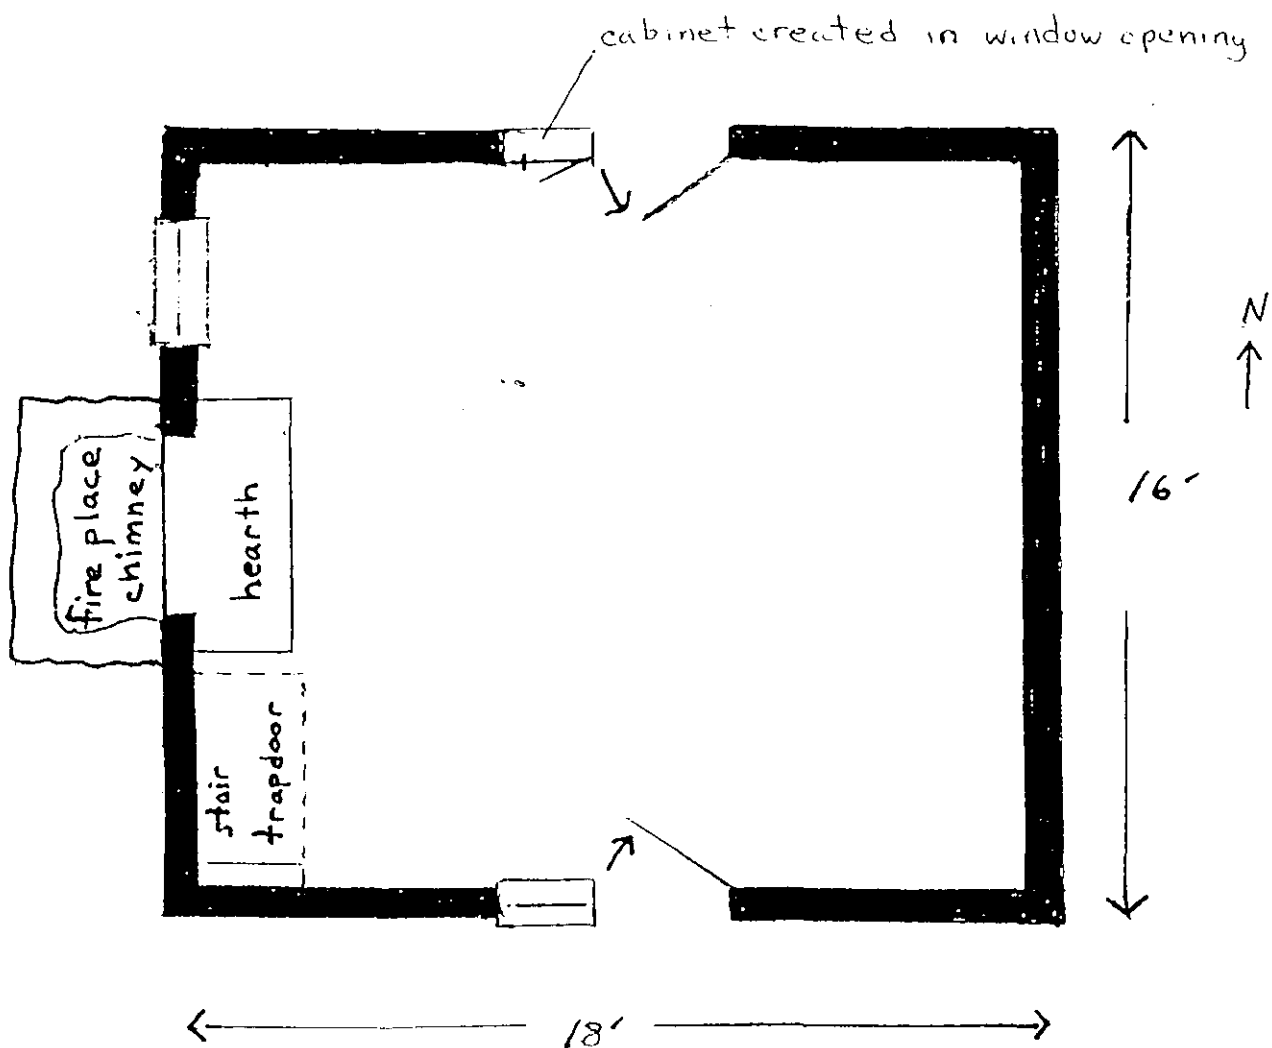 cabinet created in window opening
N
16'
fire place
chimney
hearth
stair
trapdoor
18'